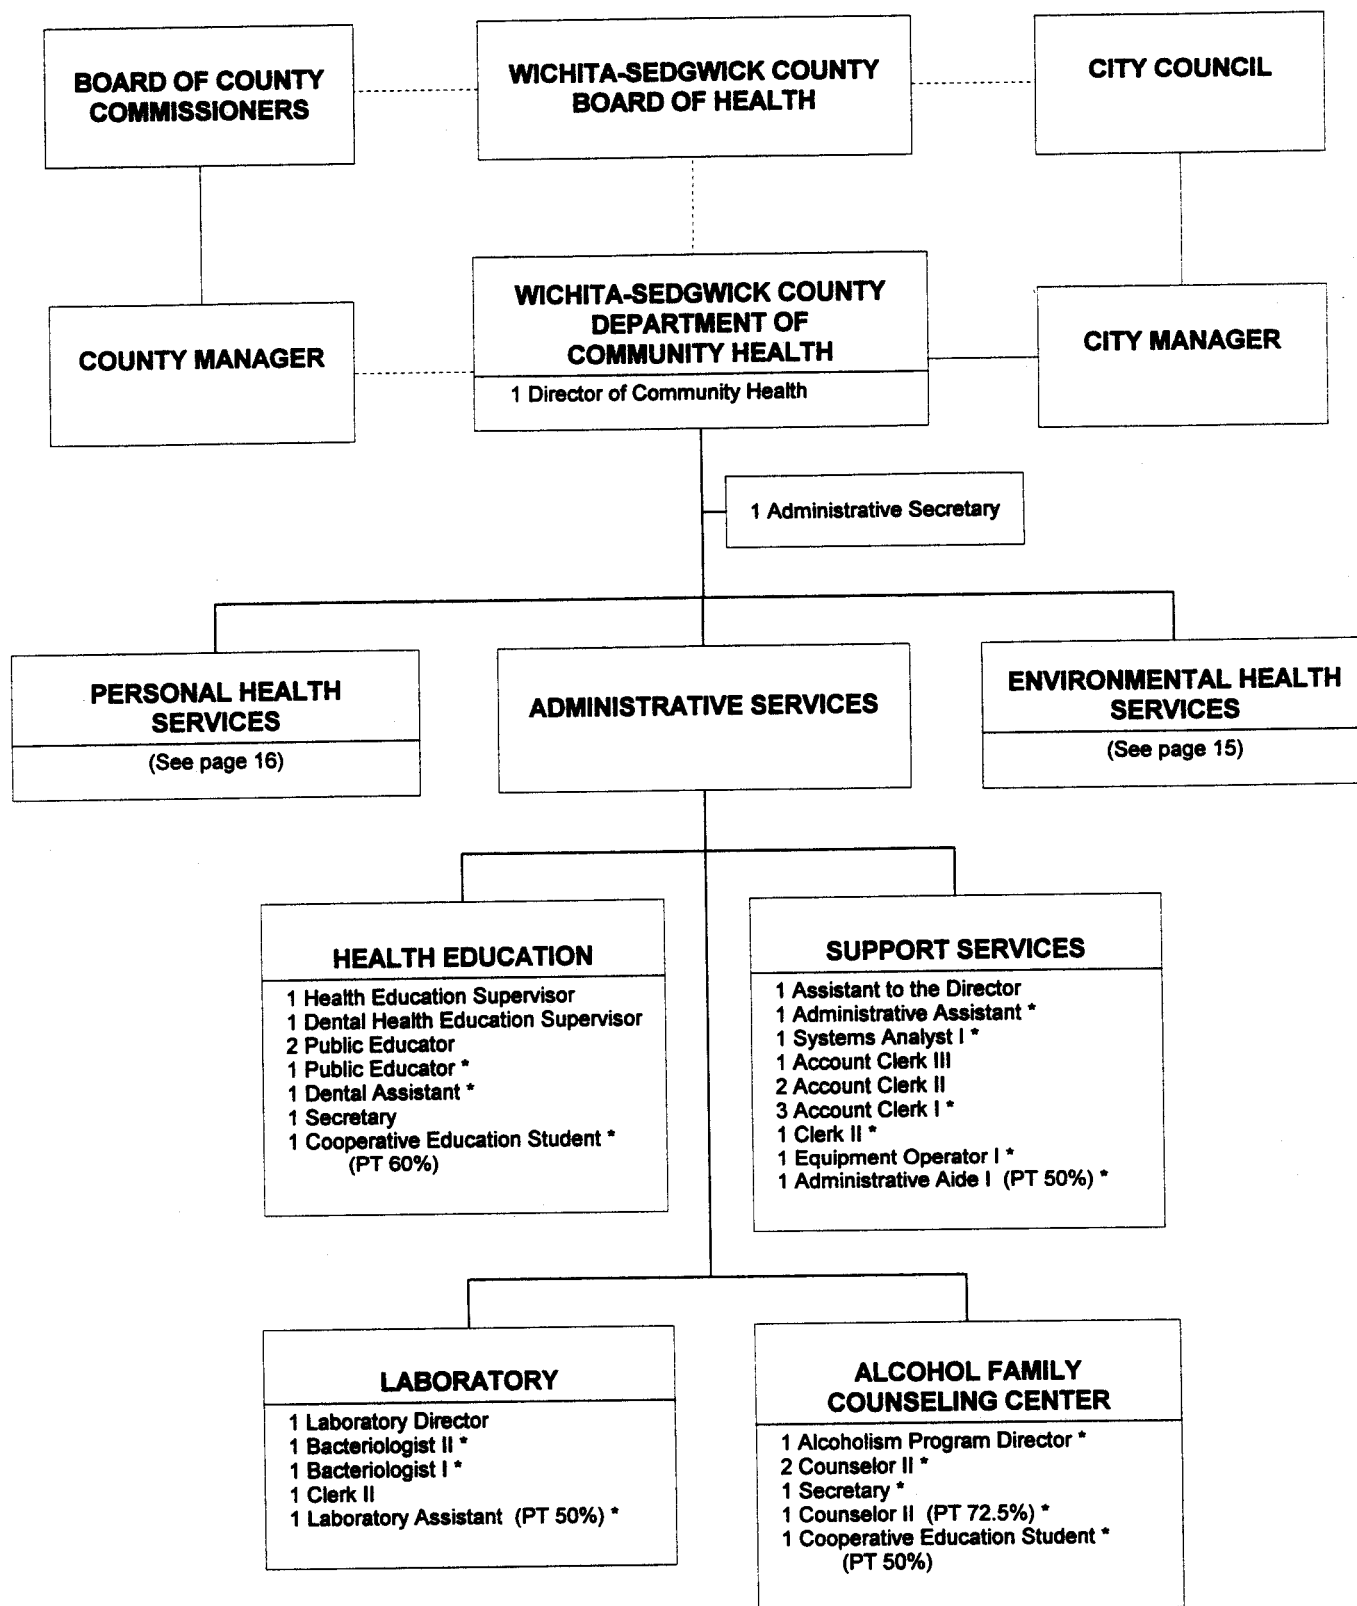 BOARD OF COUNTY
COMMISSIONERS
WICHITA-SEDGWICK COUNTY
BOARD OF HEALTH
CITY COUNCIL
COUNTY MANAGER
WICHITA-SEDGWICK COUNTY
DEPARTMENT OF
COMMUNITY HEALTH
1 Director of Community Health
CITY MANAGER
1 Administrative Secretary
PERSONAL HEALTH
SERVICES
(See page 16)
ADMINISTRATIVE SERVICES
ENVIRONMENTAL HEALTH
SERVICES
(See page 15)
HEALTH EDUCATION
1 Health Education Supervisor
1 Dental Health Education Supervisor
2 Public Educator
1 Public Educator *
1 Dental Assistant *
1 Secretary
1 Cooperative Education Student *
(PT 60%)
SUPPORT SERVICES
1 Assistant to the Director
1 Administrative Assistant *
1 Systems Analyst I *
1 Account Clerk III
2 Account Clerk II
3 Account Clerk I *
1 Clerk II *
1 Equipment Operator I *
1 Administrative Aide I (PT 50%) *
LABORATORY
1 Laboratory Director
1 Bacteriologist II *
1 Bacteriologist I *
1 Clerk II
1 Laboratory Assistant (PT 50%) *
ALCOHOL FAMILY
COUNSELING CENTER
1 Alcoholism Program Director *
2 Counselor II *
1 Secretary *
1 Counselor II (PT 72.5%) *
1 Cooperative Education Student *
(PT 50%)